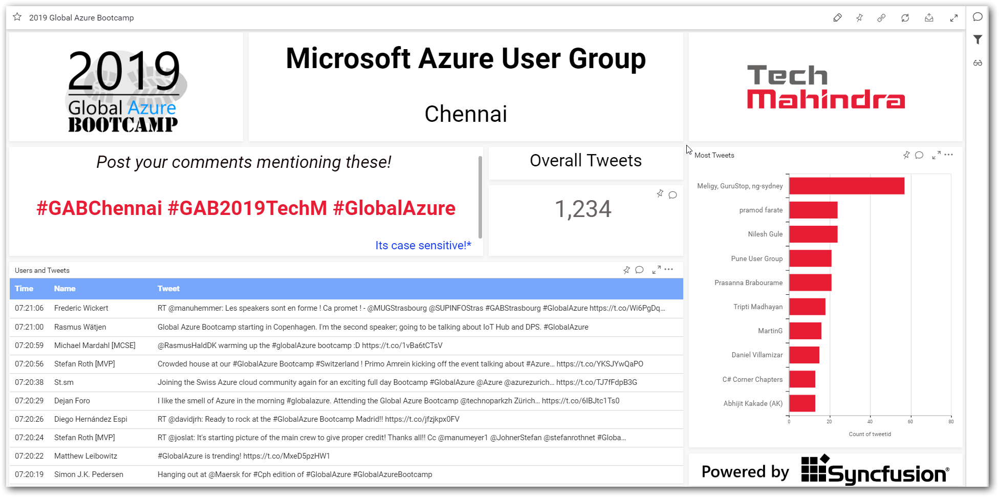 2019 Global Azure Bootcamp
2019
Global Azure
BOOTCAMP
Microsoft Azure User Group
Chennai
Tech
Mahindra
Post your comments mentioning these!
#GABChennai #GAB2019TechM #GlobalAzure
Its case sensitive!*
Overall Tweets
1,234
Most Tweets
Meligy, GuruStop, ng-sydney
pramod farate
Nilesh Gule
Pune User Group
Prasanna Brabourame
Tripti Madhayan
MartinG
Daniel Villamizar
C# Corner Chapters
Abhijit Kakade (AK)
0 20 40 60 80
Count of tweetid
Users and Tweets
Time Name Tweet
07:21:06 Frederic Wickert RT @manuhemmer: Les speakers sont en forme ! Ca promet ! - @MUGStrasbourg @SUPINFOStras #GABStrasbourg #GlobalAzure https://t.co/Wi6PgDq...
07:21:00 Rasmus Wätjen Global Azure Bootcamp starting in Copenhagen. I'm the second speaker; going to be talking about IoT Hub and DPS. #GlobalAzure
07:20:59 Michael Mardahl [MCSE] @RasmusHaldDK warming up the #globalAzure bootcamp :D https://t.co/1vBa6tCTsV
07:20:56 Stefan Roth [MVP] Crowded house at our #GlobalAzure Bootcamp #Switzerland ! Primo Amrein kicking off the event talking about #Azure… https://t.co/YKSJYwQaPO
07:20:38 St.sm Joining the Swiss Azure cloud community again for an exciting full day Bootcamp #GlobalAzure @Azure @azurezurich… https://t.co/TJ7fFdpB3G
07:20:29 Dejan Foro I like the smell of Azure in the morning #globalazure. Attending the Global Azure Bootcamp @technoparkzh Zürich… https://t.co/6IBJtc1Ts0
07:20:26 Diego Hernández Espi RT @davidjrh: Ready to rock at the #GlobalAzure Bootcamp Madrid!! https://t.co/jfzjkpx0FV
07:20:24 Stefan Roth [MVP] RT @joslat: It's starting picture of the main crew to give proper credit! Thanks all!! Cc @manumeyer1 @JohnerStefan @stefanrothnet #Globa…
07:20:22 Matthew Leibowitz #GlobalAzure is trending! https://t.co/MxeD5pzHW1
07:20:19 Simon J.K. Pedersen Hanging out at @Maersk for #Cph edition of #GlobalAzure #GlobalAzureBootcamp
Powered by Syncfusion®